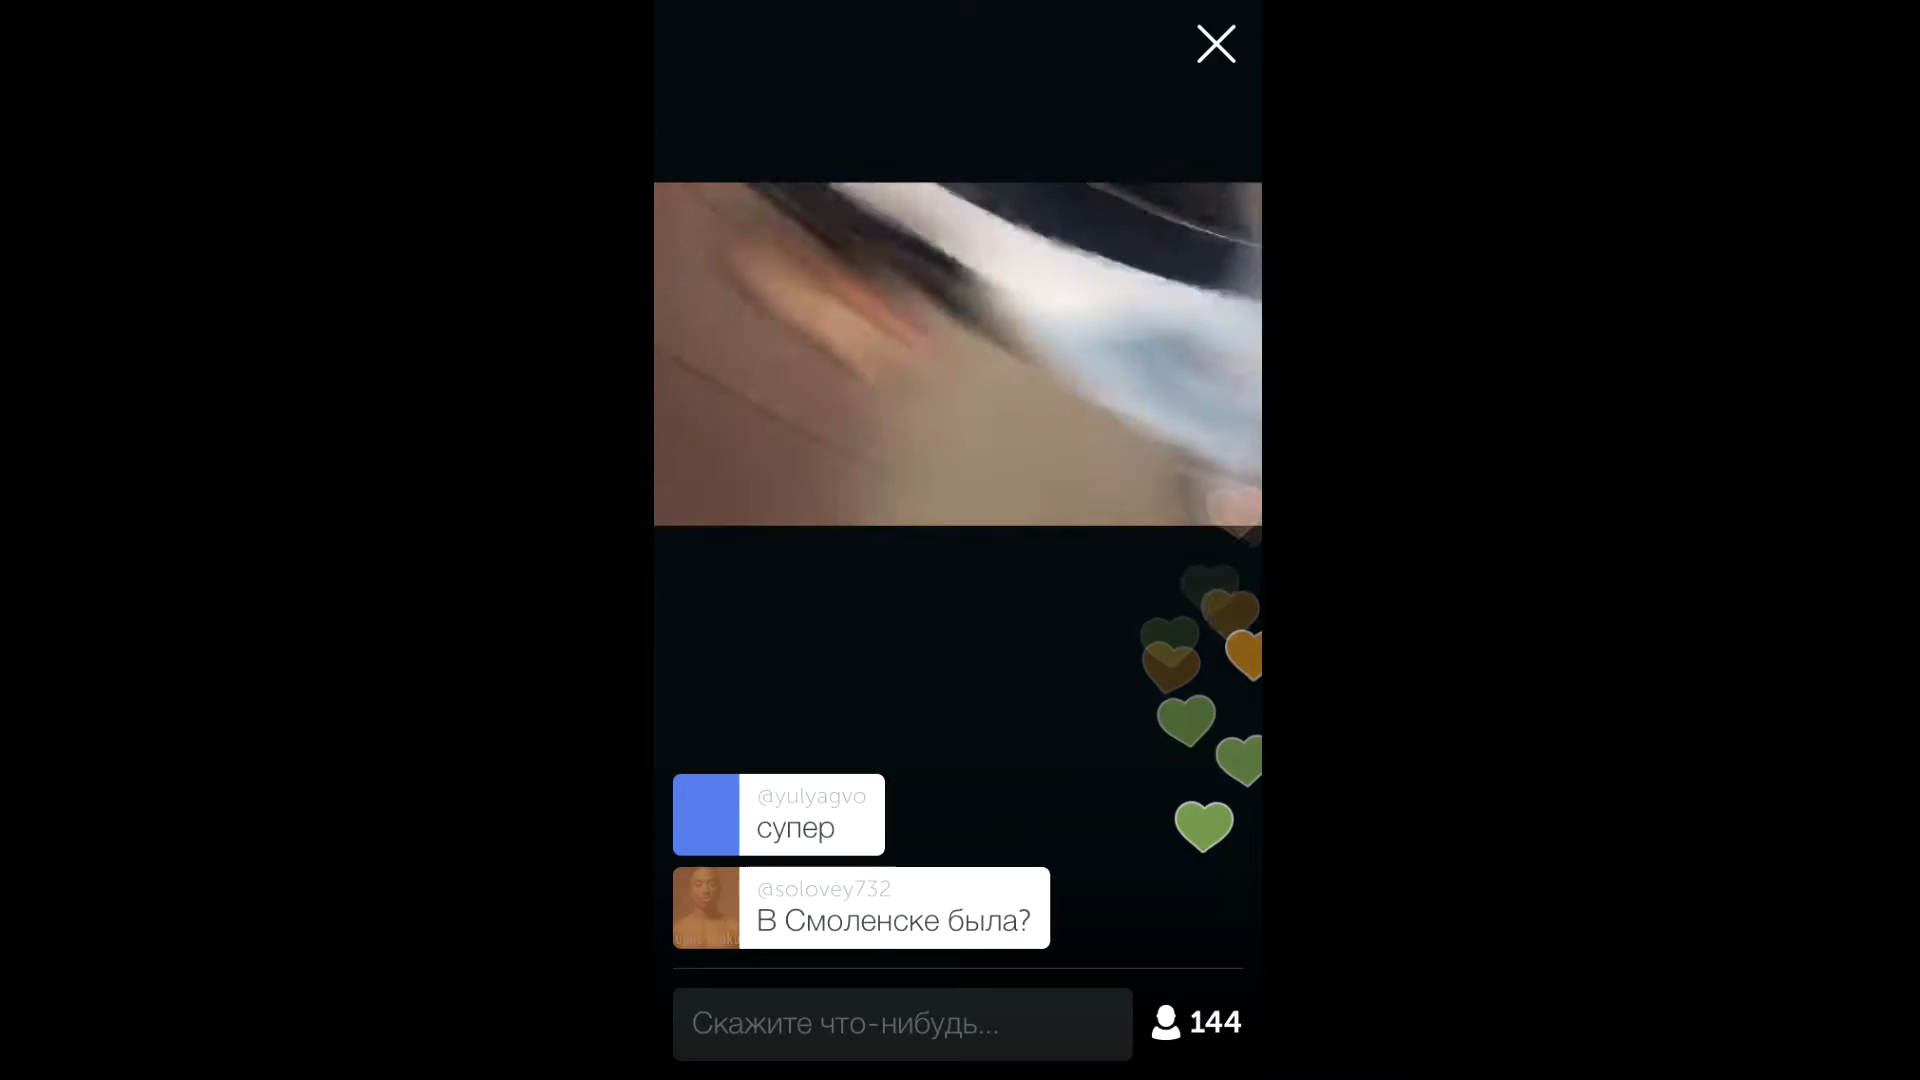 @yulyagvo
супер
@solovey732
В Смоленске была?
Скажите что-нибудь...
144